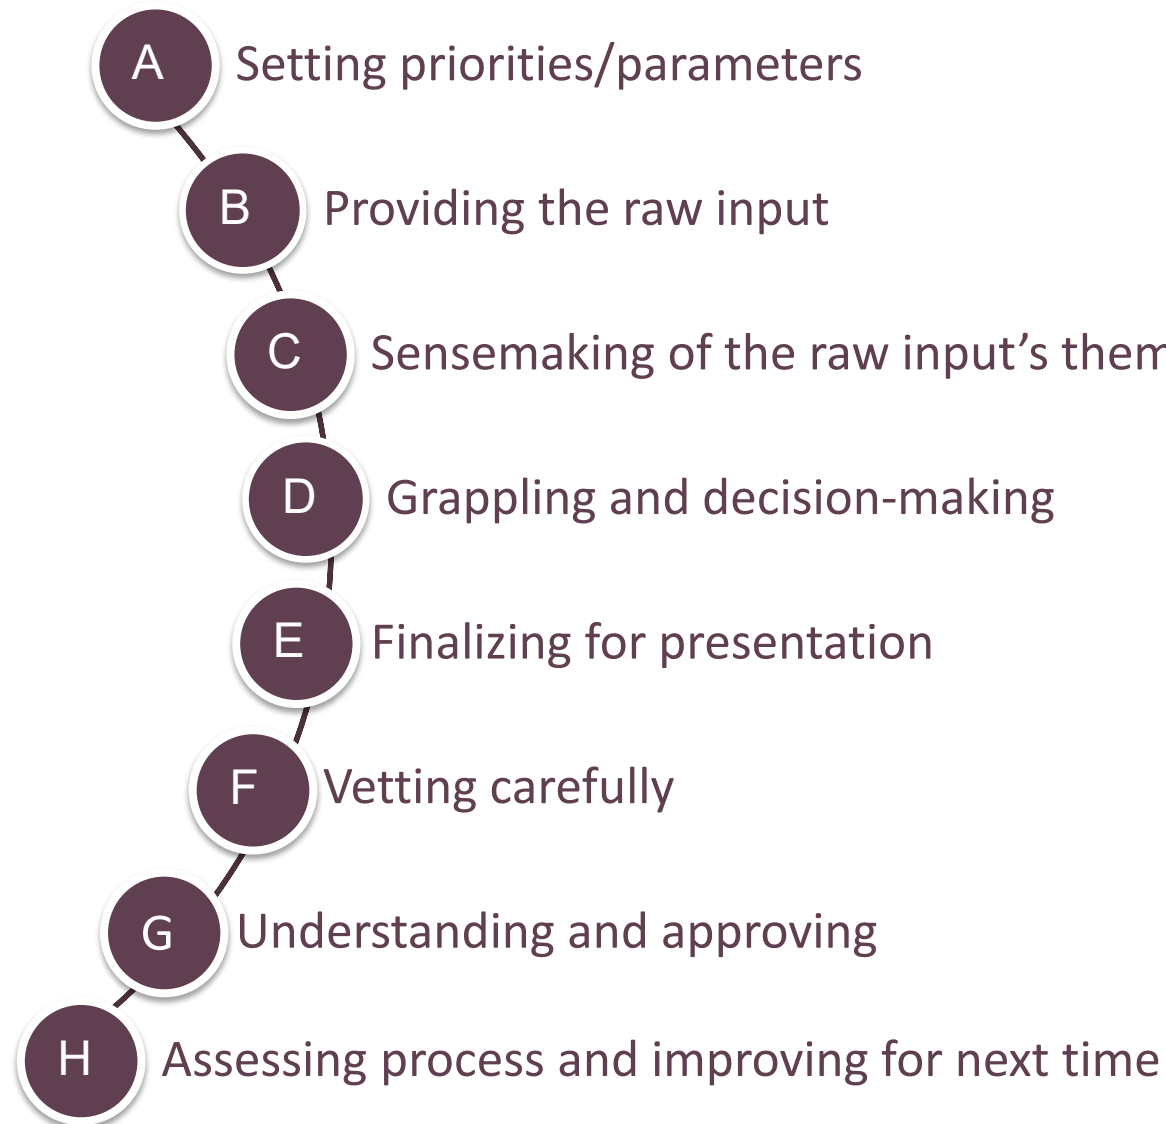 A Setting priorities/parameters
B Providing the raw input
C Sensemaking of the raw input’s
D Grappling and decision-making
E Finalizing for presentation
F Vetting carefully
G Understanding and approving
H Assessing process and improving for next time